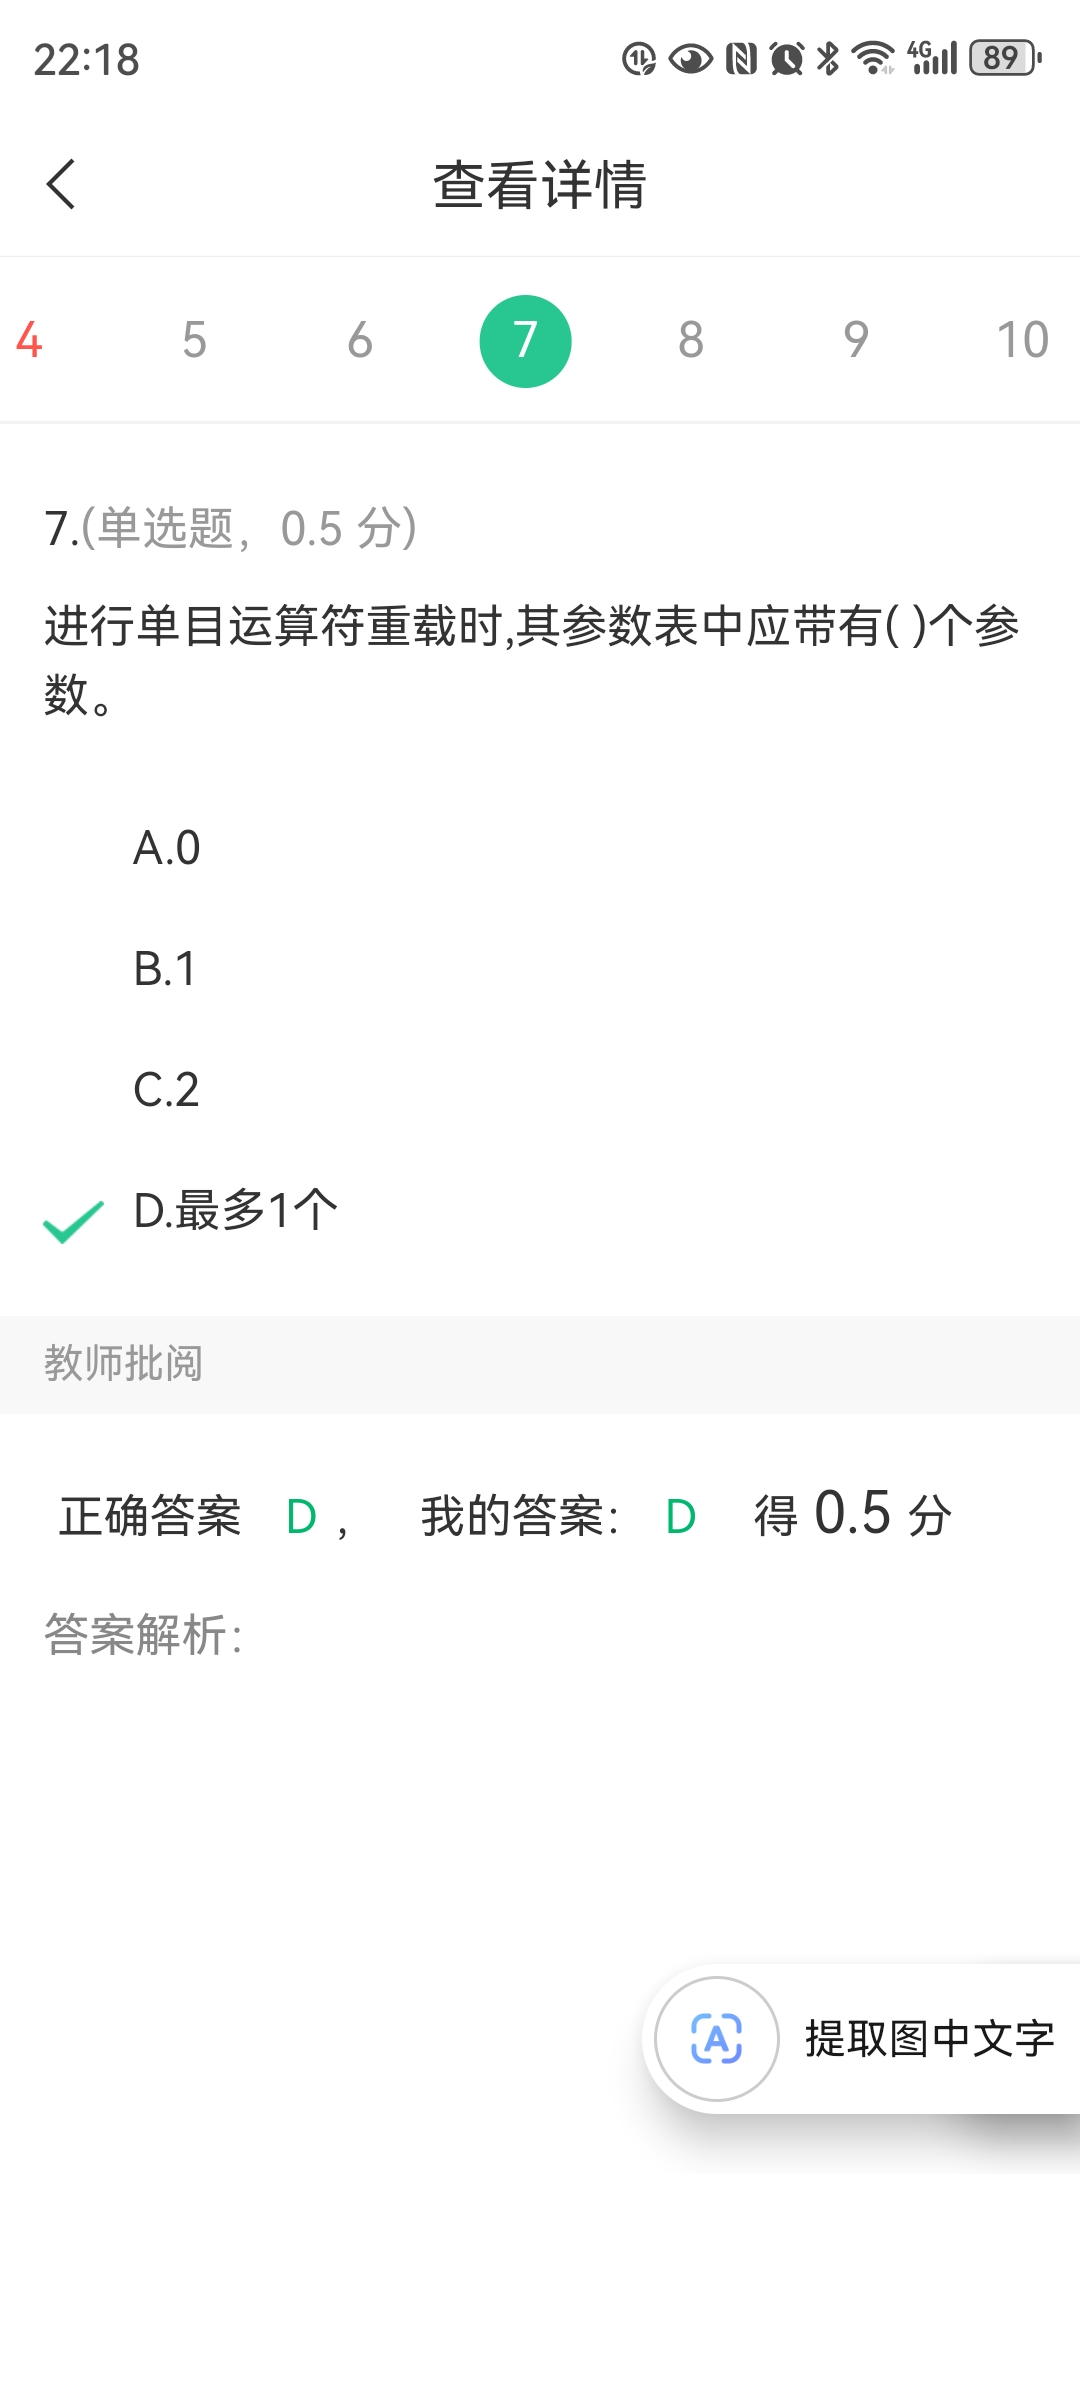 22:18
4G
89
查看详情
4 5 6 7 8 9 10
7.(单选题，0.5 分)
进行单目运算符重载时,其参数表中应带有( )个参
数。
A.0
B.1
C.2
D.最多1个
教师批阅
正确答案 D ， 我的答案： D 得 0.5 分
答案解析：
A
提取图中文字